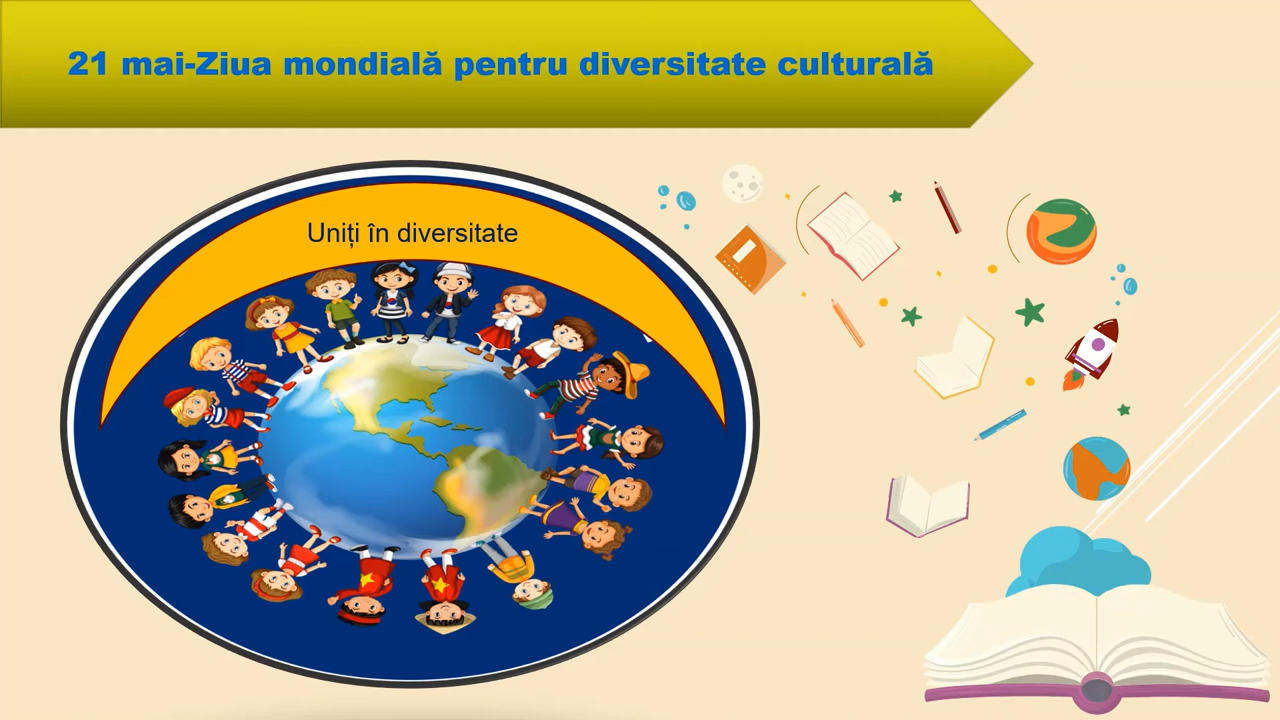 21 mai-Ziua mondială pentru diversitate culturală
Uniți în diversitate